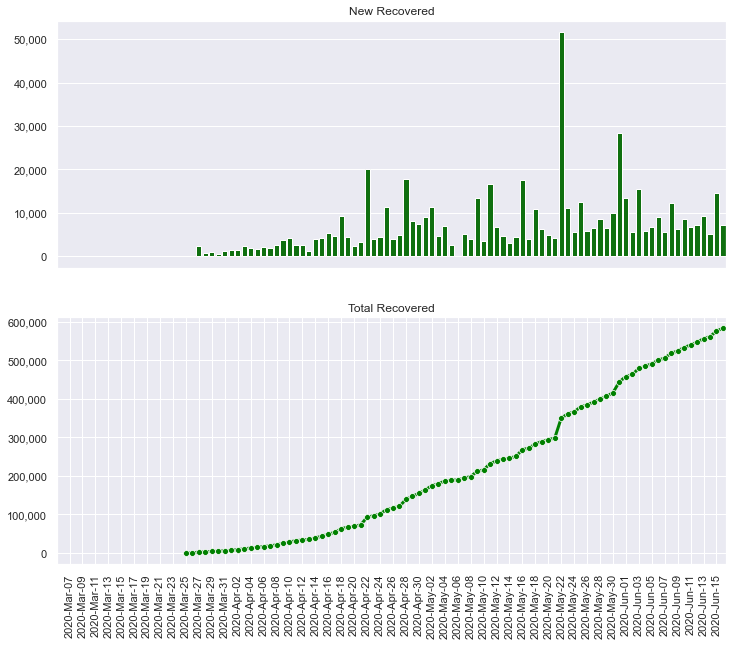 New Recovered
50,000
40,000
30,000
20,000
10,000
0
Total Recovered
600,000
500,000
400,000
300,000
200,000
100,000
0
2020-Mar-07
2020-Mar-09
2020-Mar-11
2020-Mar-13
2020-Mar-15
2020-Mar-17
2020-Mar-19
2020-Mar-21
2020-Mar-23
2020-Mar-25
2020-Mar-27
2020-Mar-29
2020-Mar-31
2020-Apr-02
2020-Apr-04
2020-Apr-06
2020-Apr-08
2020-Apr-10
2020-Apr-12
2020-Apr-14
2020-Apr-16
2020-Apr-18
2020-Apr-20
2020-Apr-22
2020-Apr-24
2020-Apr-26
2020-Apr-28
2020-Apr-30
2020-May-02
2020-May-04
2020-May-06
2020-May-08
2020-May-10
2020-May-12
2020-May-14
2020-May-16
2020-May-18
2020-May-20
2020-May-22
2020-May-24
2020-May-26
2020-May-28
2020-May-30
2020-Jun-01
2020-Jun-03
2020-Jun-05
2020-Jun-07
2020-Jun-09
2020-Jun-11
2020-Jun-13
2020-Jun-15